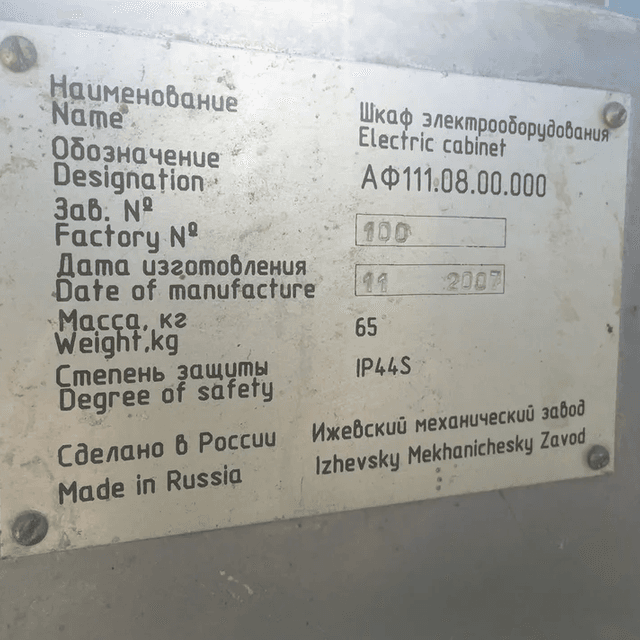 Наименование Шкаф электрооборудования
Name Electric cabinet
Обозначение АФ111.08.00.000
Designation
Зав. № 100
Factory №
Дата изготовления 11 2007
Date of manufacture
Масса, кг 65
Weight,kg
Степень защиты IP44S
Degree of safety
Сделано в России Ижевский механический завод
Made in Russia Izhevsky Mekhanichesky Zavod